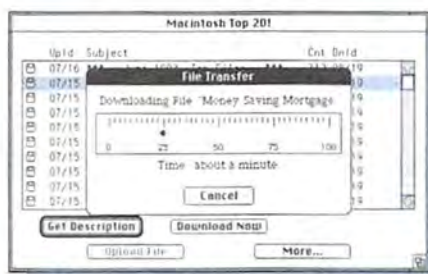 Macintosh Top 20!
Upld Subject Cnt Dnld
07/16
File Transfer
07/15
Downloading File "Money Saving Mortgage
07/15
07/15
07/15
0 25 50 75 100
07/15
Time about a minute
07/15
07/15
Cancel
07/15
Get Description Download Now
Upload File More...